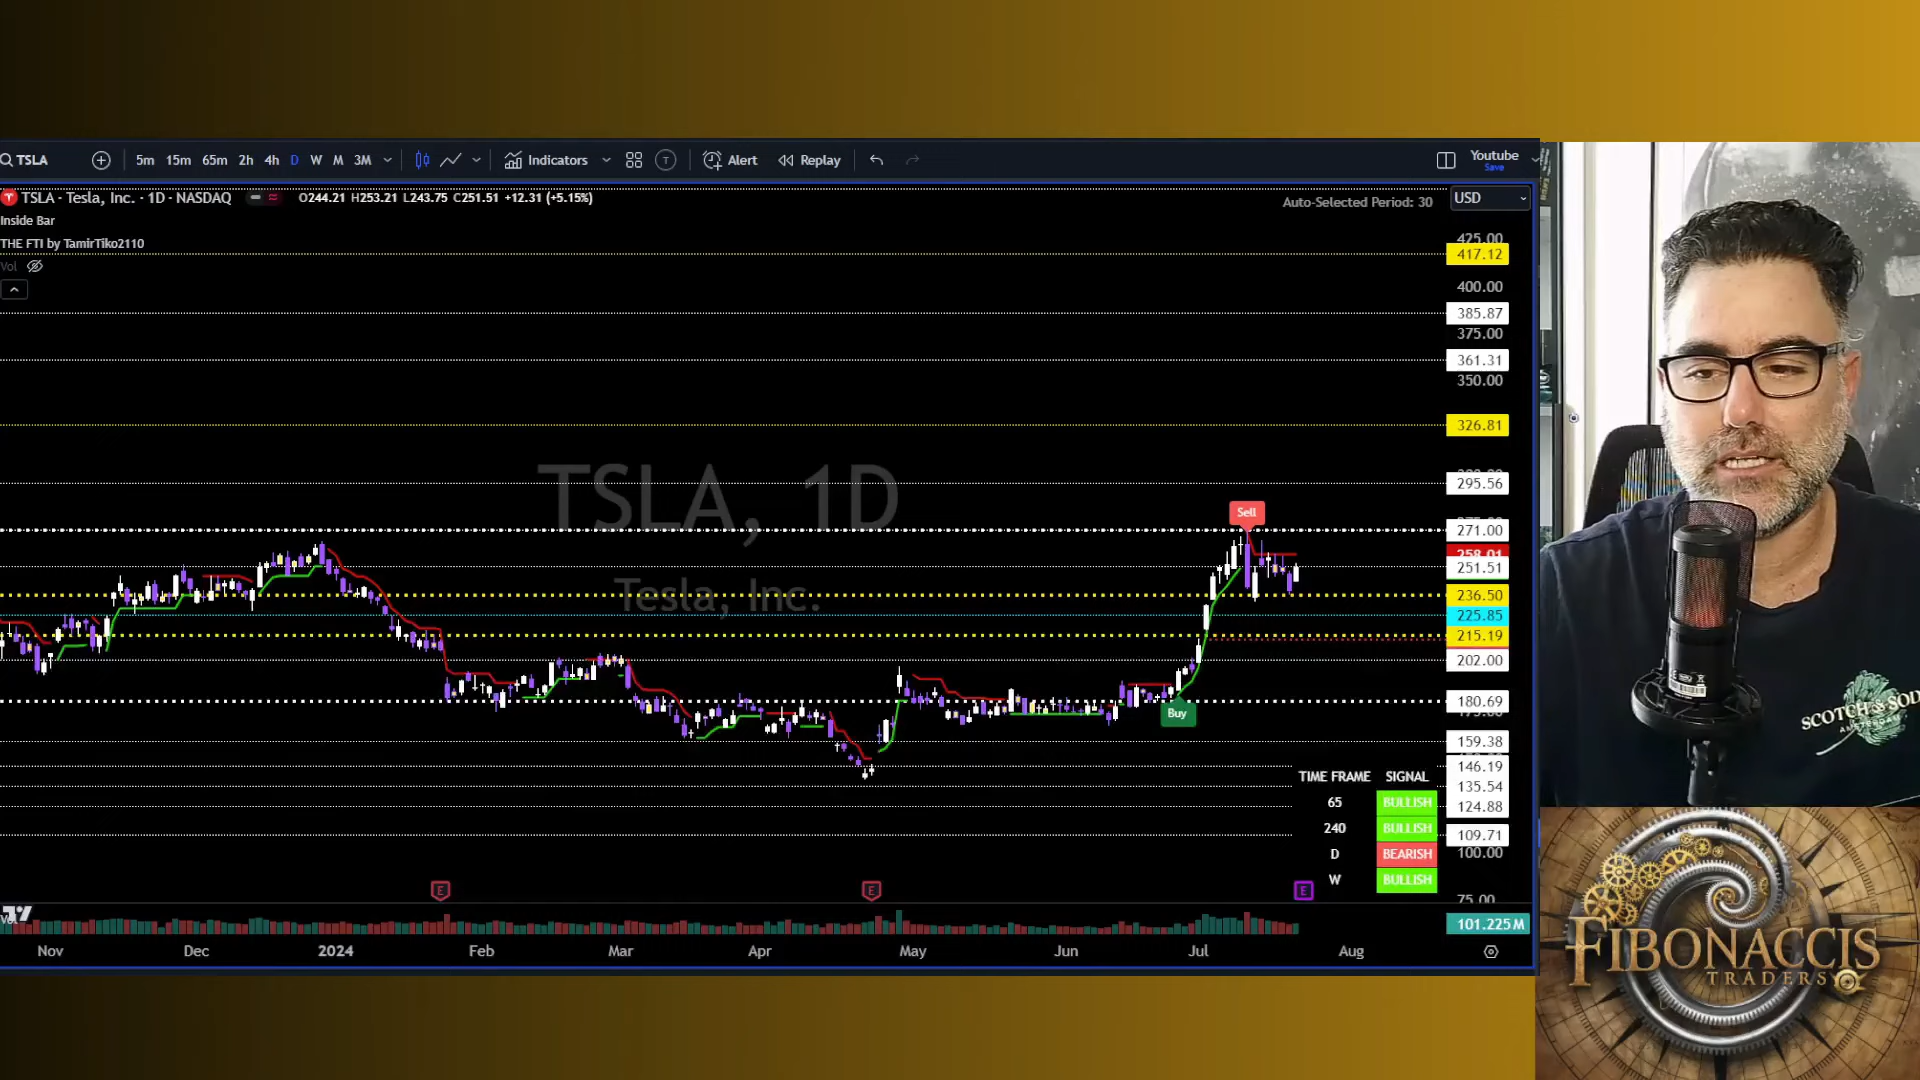 TSLA 5m 15m 65m 2h 4h D W M 3M Indicators T Alert Replay Youtube
Save
TSLA · Tesla, Inc. · 1D · NASDAQ O244.21 H253.21 L243.75 C251.51 +12.31 (+5.15%)
Auto-Selected Period: 30
USD
Inside Bar
THE FTI by TamirTiko2110
Vol
425.00
417.12
400.00
385.87
375.00
361.31
350.00
326.81
295.56
271.00
258.01
251.51
236.50
225.85
215.19
202.00
180.69
159.38
146.19
135.54
124.88
109.71
100.00
75.00
101.225M
TSLA, 1D
Tesla, Inc.
Sell
Buy
TIME FRAME SIGNAL
65 BULLISH
240 BULLISH
D BEARISH
W BULLISH
E E E
Nov Dec 2024 Feb Mar Apr May Jun Jul Aug
SCOTCH & SOD
FIBONACCIS
TRADERS